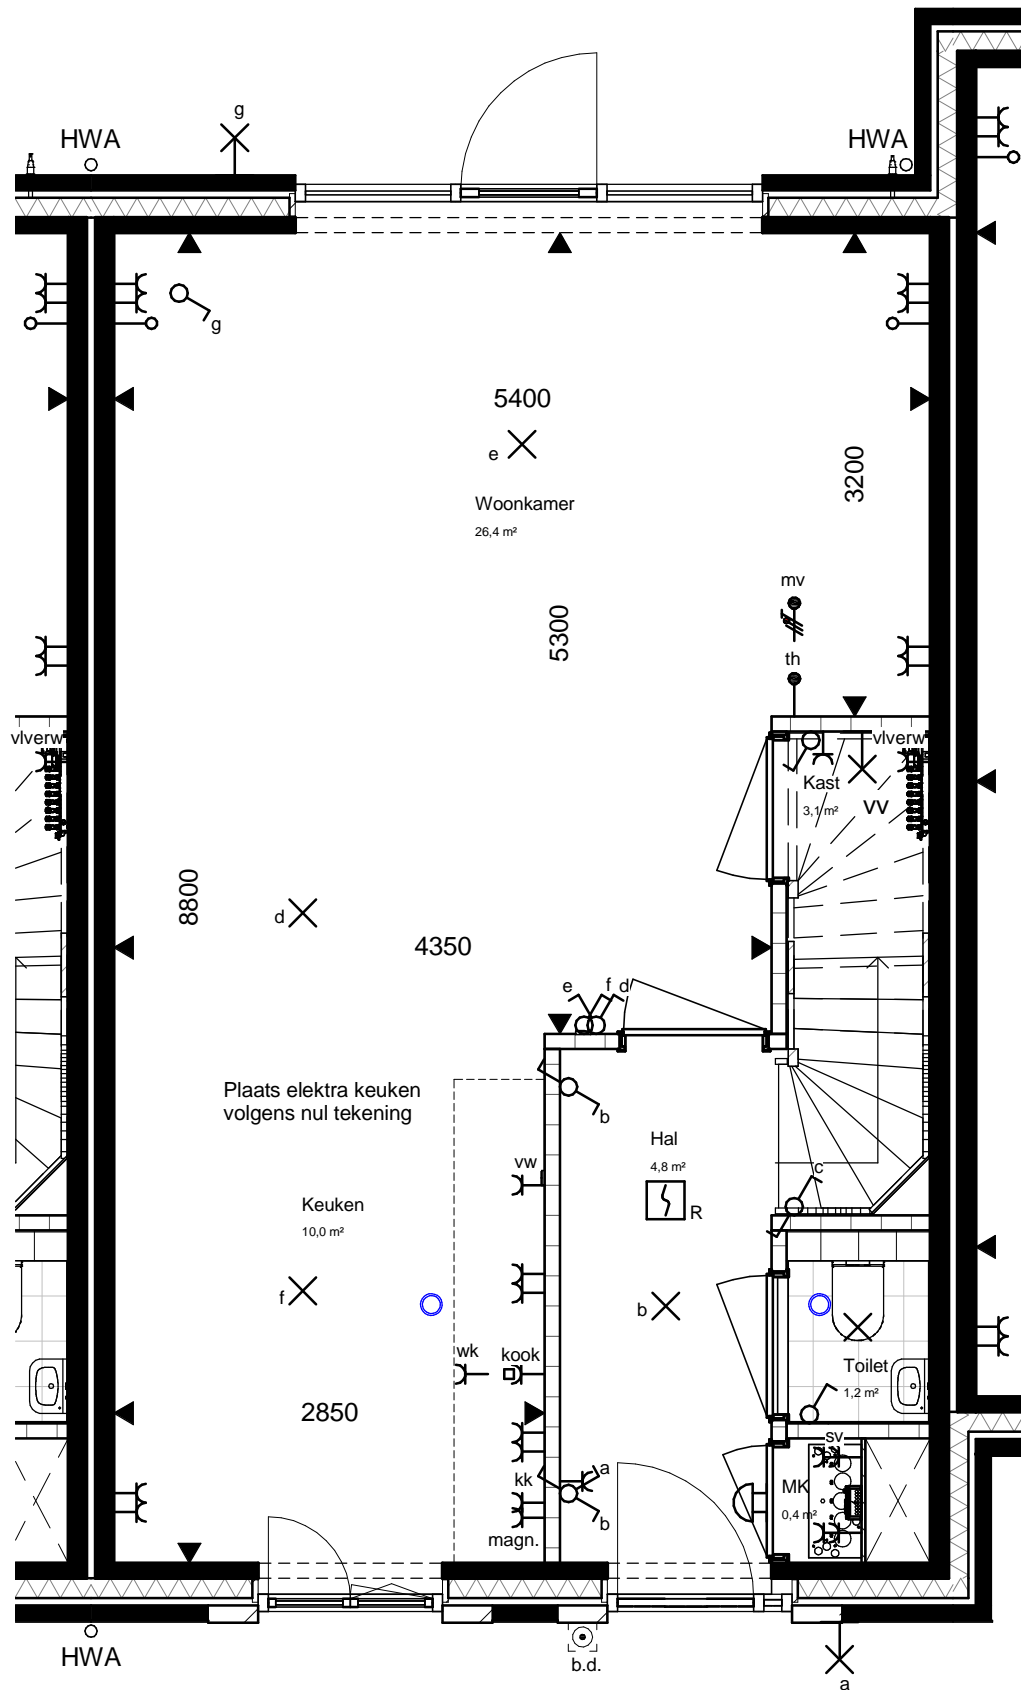 g
HWA
HWA
g
5400
e
3200
Woonkamer
26,4 m²
mv
5300
th
vlverw
vlverw
Kast
3,1 m²
VV
8800
d
4350
e
f
d
Plaats elektra keuken
volgens nul tekening
b
Hal
4,8 m²
vw
c
Keuken
10,0 m²
R
f
b
wk
kook
Toilet
1,2 m²
2850
sv
a
kk
MK
0,4 m²
b
magn.
HWA
b.d.
a